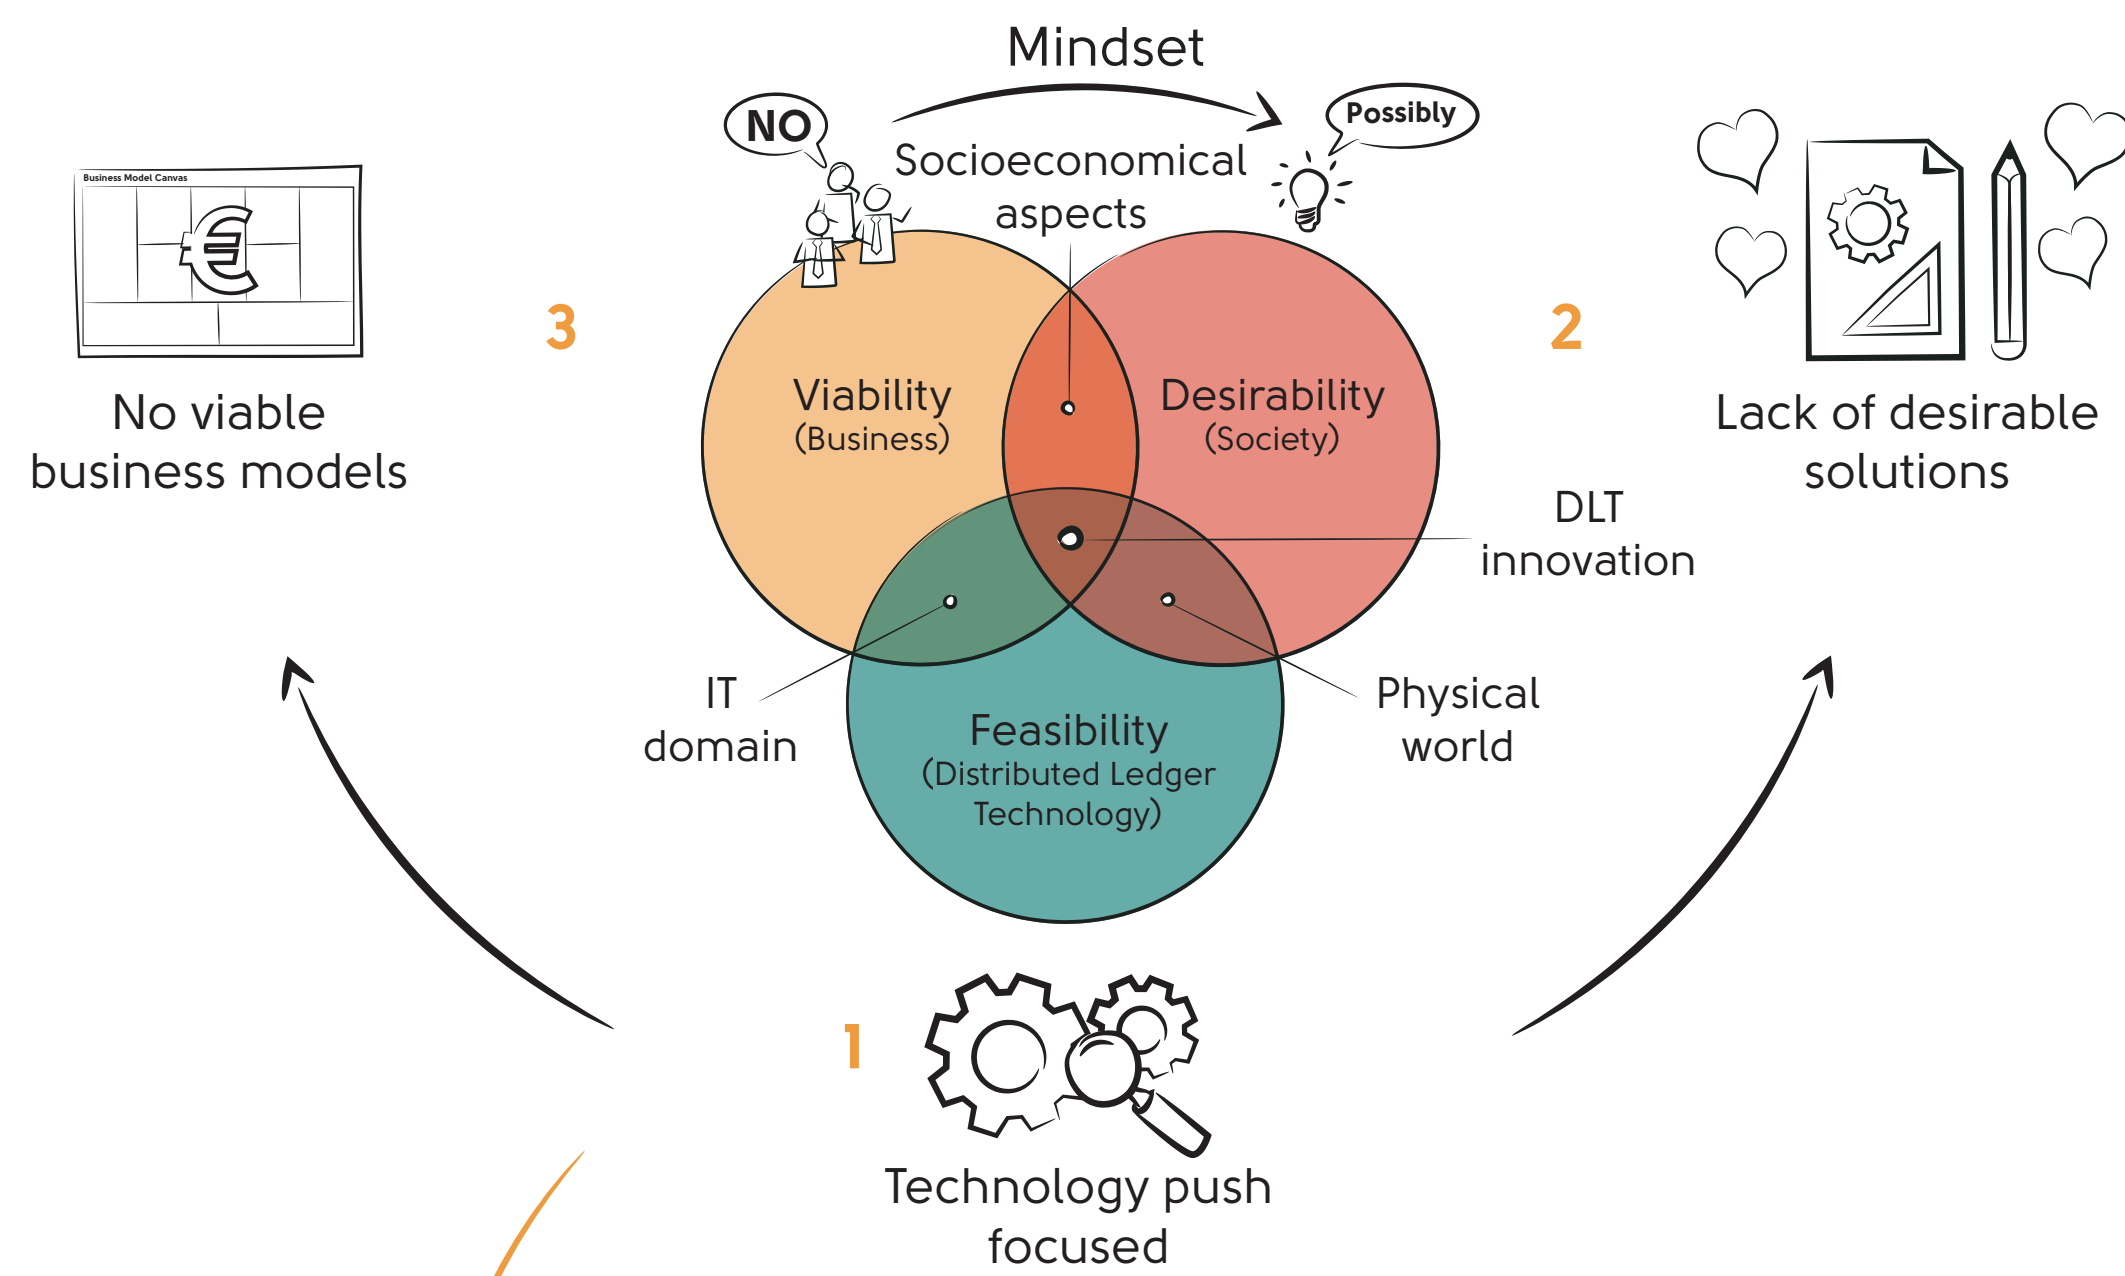 Mindset
NO
Possibly
Socioeconomical
aspects
Business Model Canvas
€
3
2
No viable
business models
Viability
(Business)
Desirability
(Society)
Lack of desirable
solutions
DLT
innovation
IT
domain
Physical
world
Feasibility
(Distributed Ledger
Technology)
1
Technology push
focused